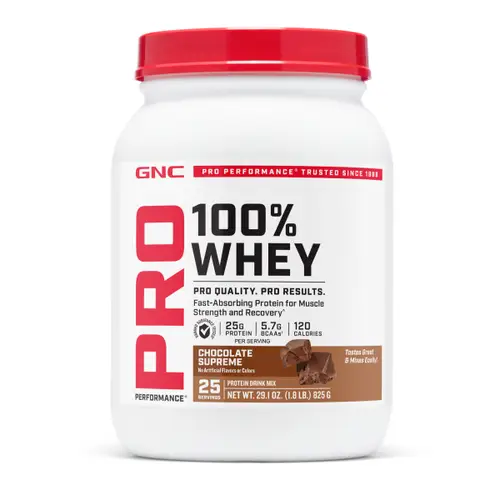 GNC
PRO PERFORMANCE® TRUSTED SINCE 1988
PRO
PERFORMANCE®
100%
WHEY
PRO QUALITY. PRO RESULTS.
Fast-Absorbing Protein for Muscle
Strength and Recovery*
25G
PROTEIN
5.7G
BCAAs^
120
CALORIES
PER SERVING
CHOCOLATE
SUPREME
No Artificial Flavors or Colors
Tastes Great
& Mixes Easily!
25
SERVINGS
PROTEIN DRINK MIX
NET WT. 29.1 OZ. (1.8 LB.) 825 G